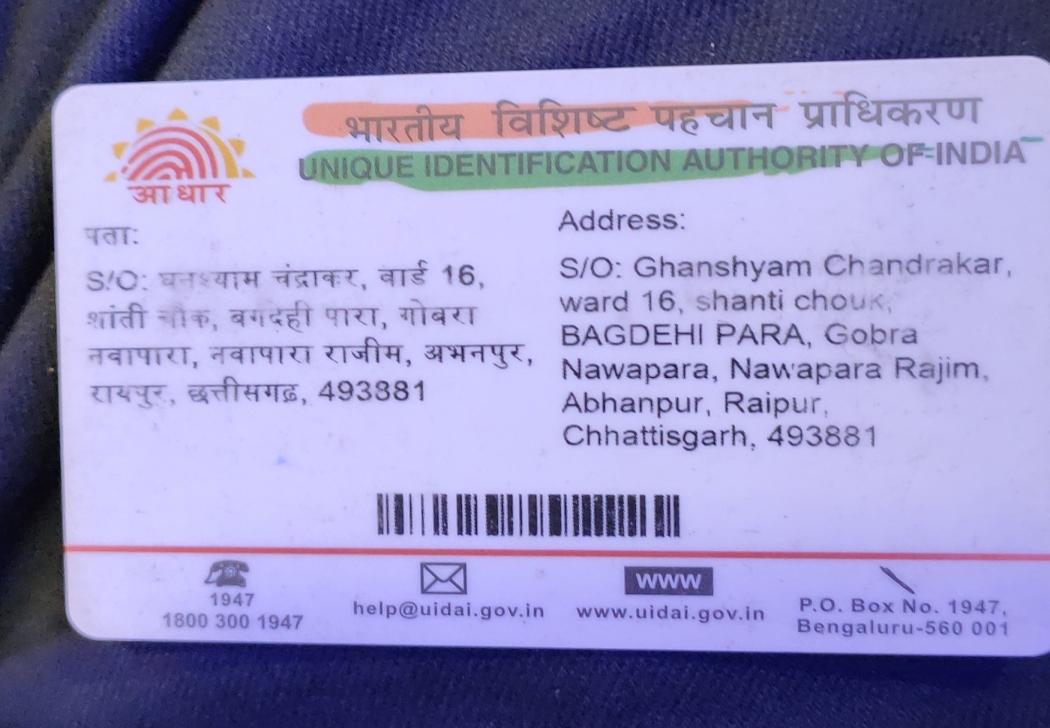 भारतीय विशिष्ट पहचान प्राधिकरण
UNIQUE IDENTIFICATION AUTHORITY OF INDIA
आधार
पता:
S/O: घनश्याम चंद्राकर, वार्ड 16,
शांती चौक, बगदेही पारा, गोबरा
नवापारा, नवापारा राजीम, अभनपुर,
रायपुर, छत्तीसगढ़, 493881
Address:
S/O: Ghanshyam Chandrakar,
ward 16, shanti chouk,
BAGDEHI PARA, Gobra
Nawapara, Nawapara Rajim,
Abhanpur, Raipur,
Chhattisgarh, 493881
1947
1800 300 1947
help@uidai.gov.in
www
www.uidai.gov.in
P.O. Box No. 1947,
Bengaluru-560 001